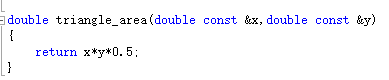 double triangle_area(double const &x,double const &y)
{
    return x*y*0.5;
}